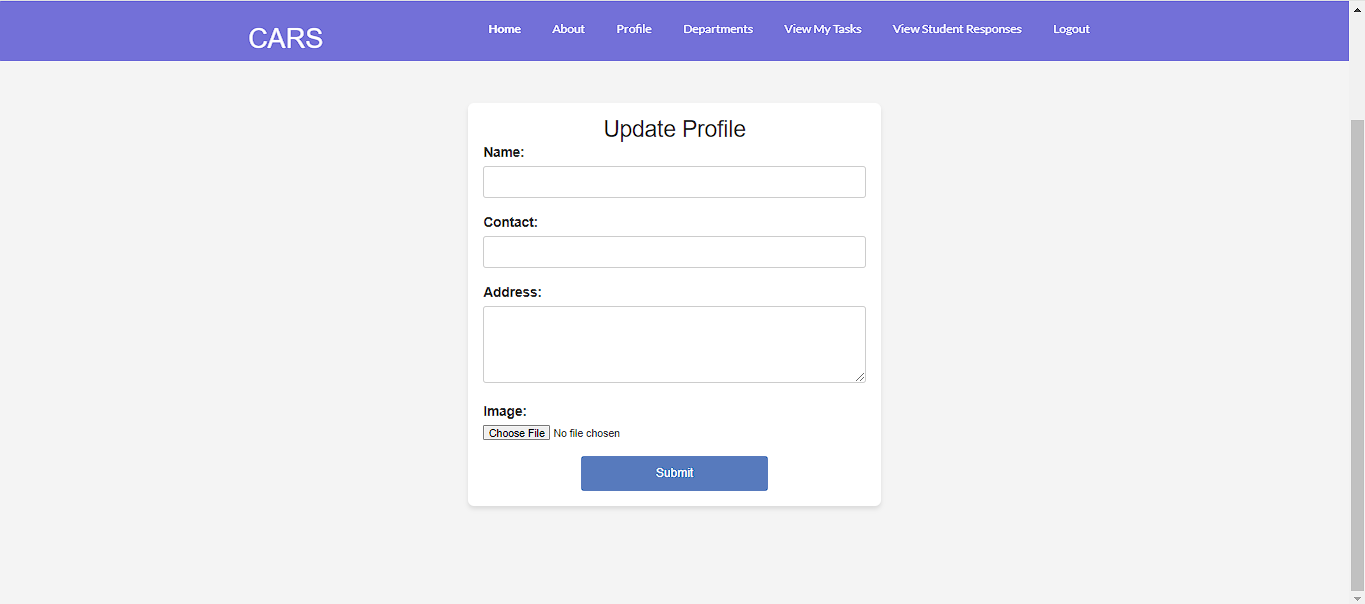 CARS Home About Profile Departments View My Tasks View Student Responses Logout
Update Profile
Name:
Contact:
Address:
Image:
Choose File No file chosen
Submit